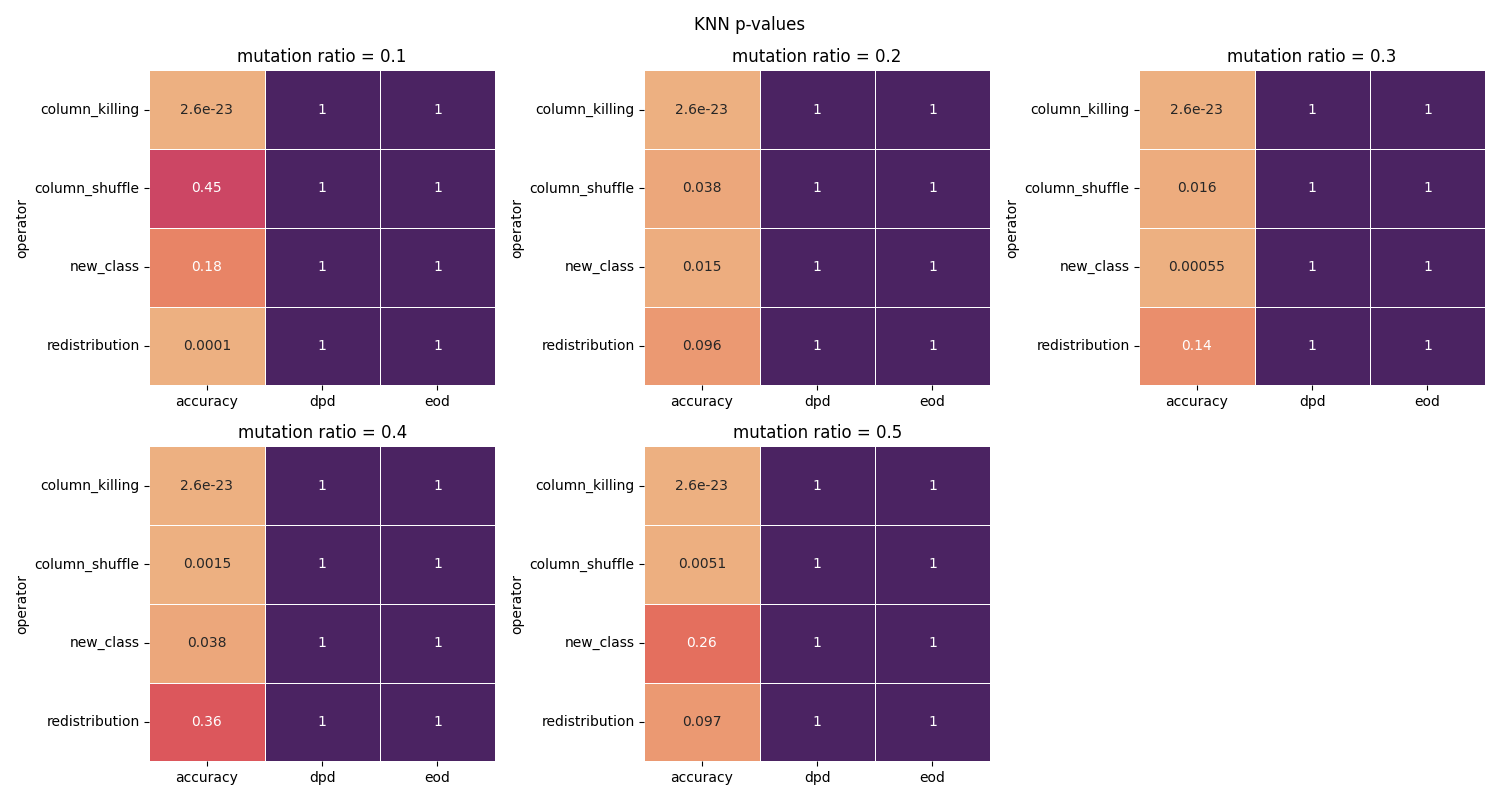 KNN p-values
mutation ratio = 0.1
operator
column_killing 2.6e-23 1 1
column_shuffle 0.45 1 1
new_class 0.18 1 1
redistribution 0.0001 1 1
accuracy dpd eod
mutation ratio = 0.2
operator
column_killing 2.6e-23 1 1
column_shuffle 0.038 1 1
new_class 0.015 1 1
redistribution 0.096 1 1
accuracy dpd eod
mutation ratio = 0.3
operator
column_killing 2.6e-23 1 1
column_shuffle 0.016 1 1
new_class 0.00055 1 1
redistribution 0.14 1 1
accuracy dpd eod
mutation ratio = 0.4
operator
column_killing 2.6e-23 1 1
column_shuffle 0.0015 1 1
new_class 0.038 1 1
redistribution 0.36 1 1
accuracy dpd eod
mutation ratio = 0.5
operator
column_killing 2.6e-23 1 1
column_shuffle 0.0051 1 1
new_class 0.26 1 1
redistribution 0.097 1 1
accuracy dpd eod